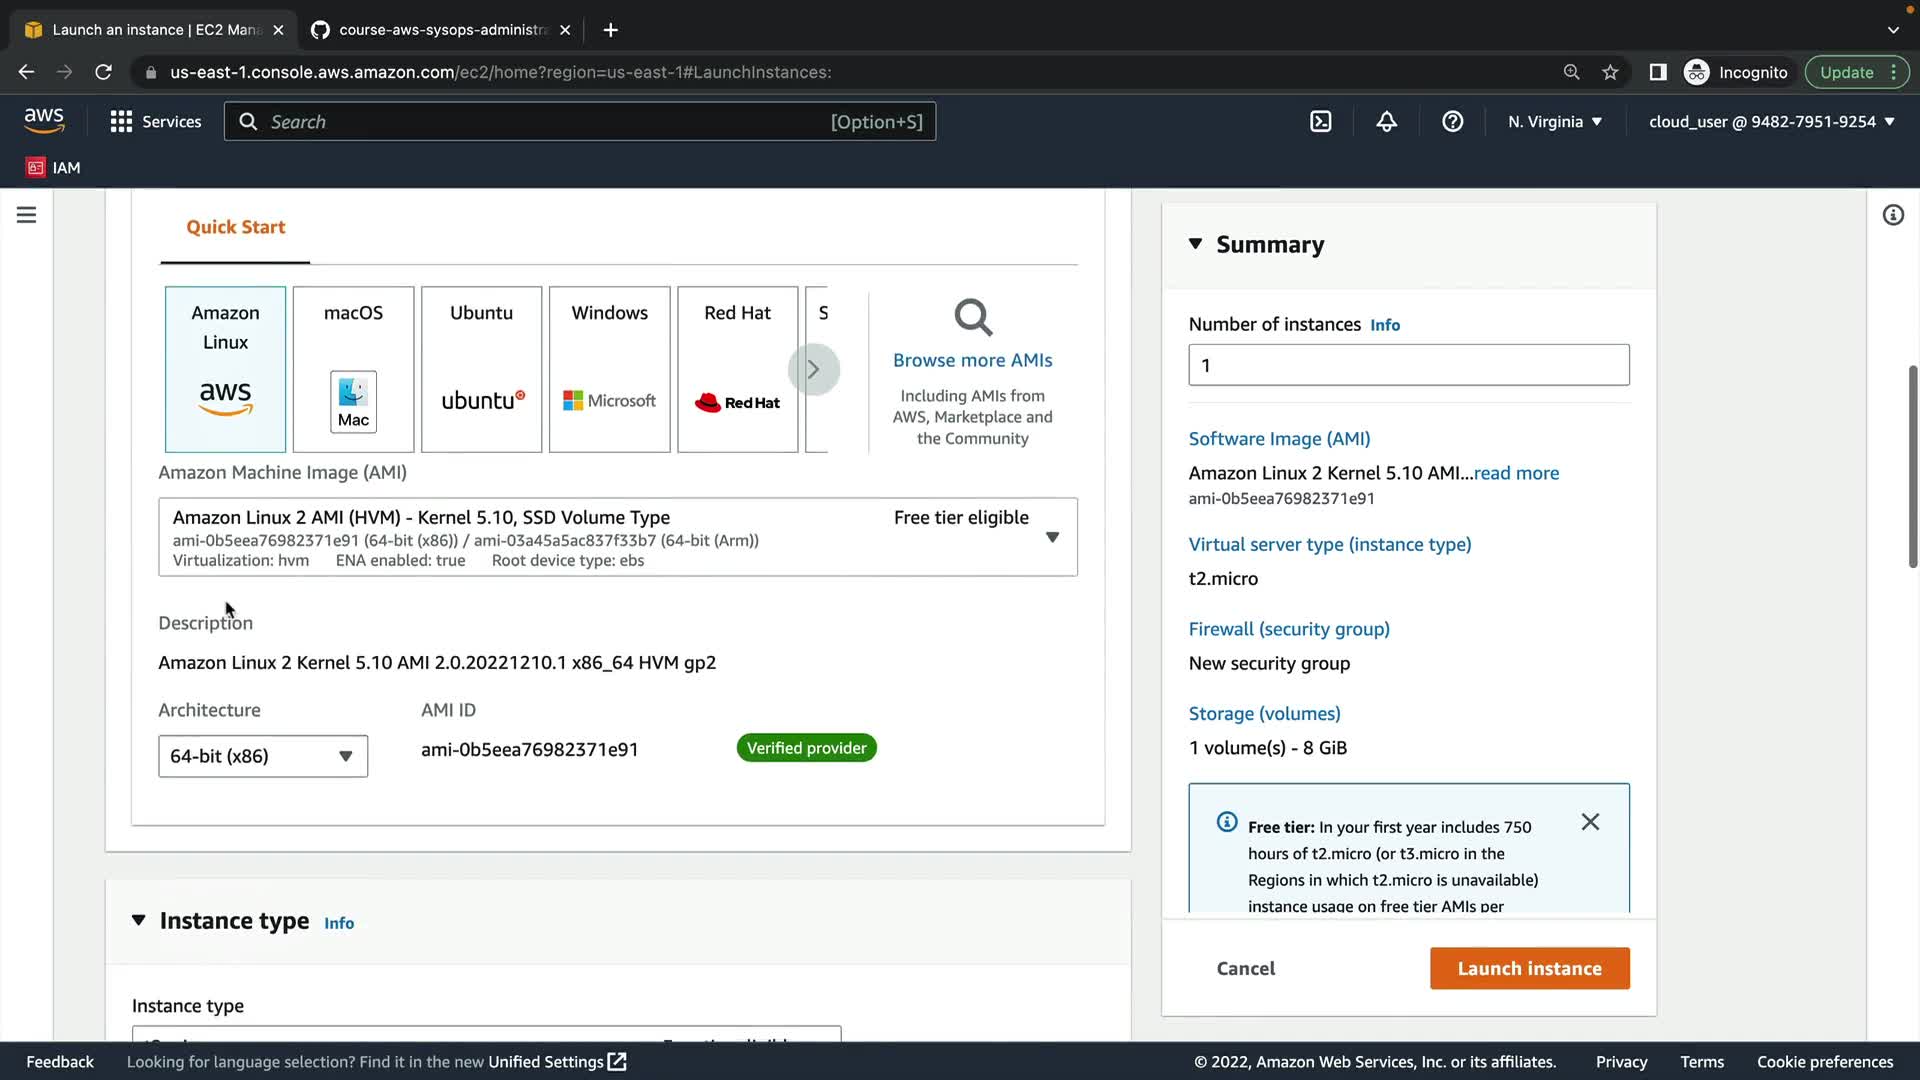 Launch an instance | EC2 Mana
course-aws-sysops-administra
us-east-1.console.aws.amazon.com/ec2/home?region=us-east-1#LaunchInstances:
Incognito
Update
aws
Services
Search
[Option+S]
N. Virginia
cloud_user @ 9482-7951-9254
IAM
Quick Start
Amazon
Linux
aws
macOS
Mac
Ubuntu
ubuntu
Windows
Microsoft
Red Hat
Red Hat
S
Browse more AMIs
Including AMIs from
AWS, Marketplace and
the Community
Amazon Machine Image (AMI)
Amazon Linux 2 AMI (HVM) - Kernel 5.10, SSD Volume Type
Free tier eligible
ami-0b5eea76982371e91 (64-bit (x86)) / ami-03a45a5ac837f33b7 (64-bit (Arm))
Virtualization: hvm ENA enabled: true Root device type: ebs
Description
Amazon Linux 2 Kernel 5.10 AMI 2.0.20221210.1 x86_64 HVM gp2
Architecture
AMI ID
64-bit (x86)
ami-0b5eea76982371e91
Verified provider
Instance type
Info
Instance type
Summary
Number of instances
Info
1
Software Image (AMI)
Amazon Linux 2 Kernel 5.10 AMI...read more
ami-0b5eea76982371e91
Virtual server type (instance type)
t2.micro
Firewall (security group)
New security group
Storage (volumes)
1 volume(s) - 8 GiB
Free tier: In your first year includes 750
hours of t2.micro (or t3.micro in the
Regions in which t2.micro is unavailable)
instance usage on free tier AMIs per
Cancel
Launch instance
Feedback
Looking for language selection? Find it in the new Unified Settings
© 2022, Amazon Web Services, Inc. or its affiliates.
Privacy
Terms
Cookie preferences